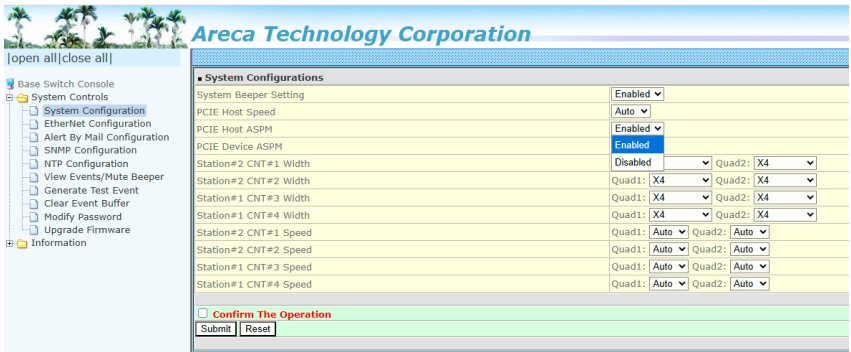 Areca Technology Corporation
|open all|close all|
Base Switch Console
System Controls
System Configuration
EtherNet Configuration
Alert By Mail Configuration
SNMP Configuration
NTP Configuration
View Events/Mute Beeper
Generate Test Event
Clear Event Buffer
Modify Password
Upgrade Firmware
Information
System Configurations
System Beeper Setting Enabled
PCIE Host Speed Auto
PCIE Host ASPM Enabled
PCIE Device ASPM Enabled
Disabled
Station#2 CNT#1 Width Quad2: X4
Station#2 CNT#2 Width Quad1: X4 Quad2: X4
Station#1 CNT#3 Width Quad1: X4 Quad2: X4
Station#1 CNT#4 Width Quad1: X4 Quad2: X4
Station#2 CNT#1 Speed Quad1: Auto Quad2: Auto
Station#2 CNT#2 Speed Quad1: Auto Quad2: Auto
Station#1 CNT#3 Speed Quad1: Auto Quad2: Auto
Station#1 CNT#4 Speed Quad1: Auto Quad2: Auto
Confirm The Operation
Submit Reset